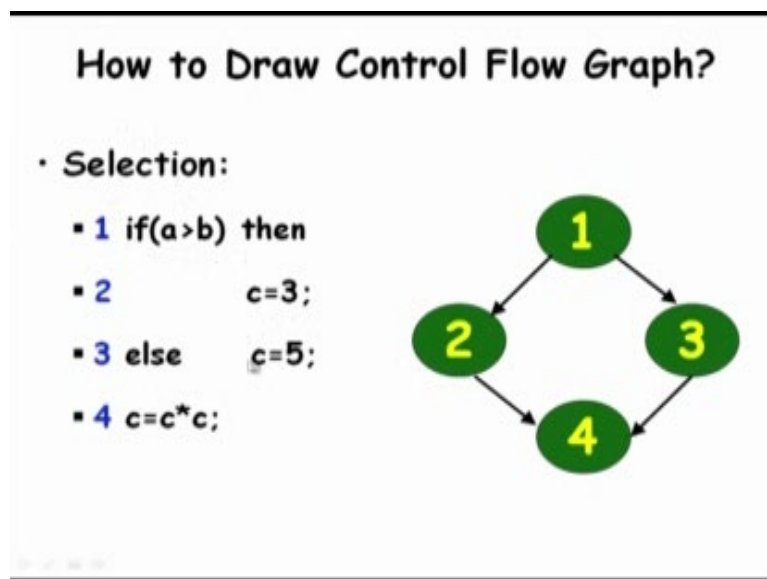 How to Draw Control Flow Graph?
• Selection:
▪ 1 if(a>b) then
▪ 2 c=3;
▪ 3 else c=5;
▪ 4 c=c*c;
1
2 3
4